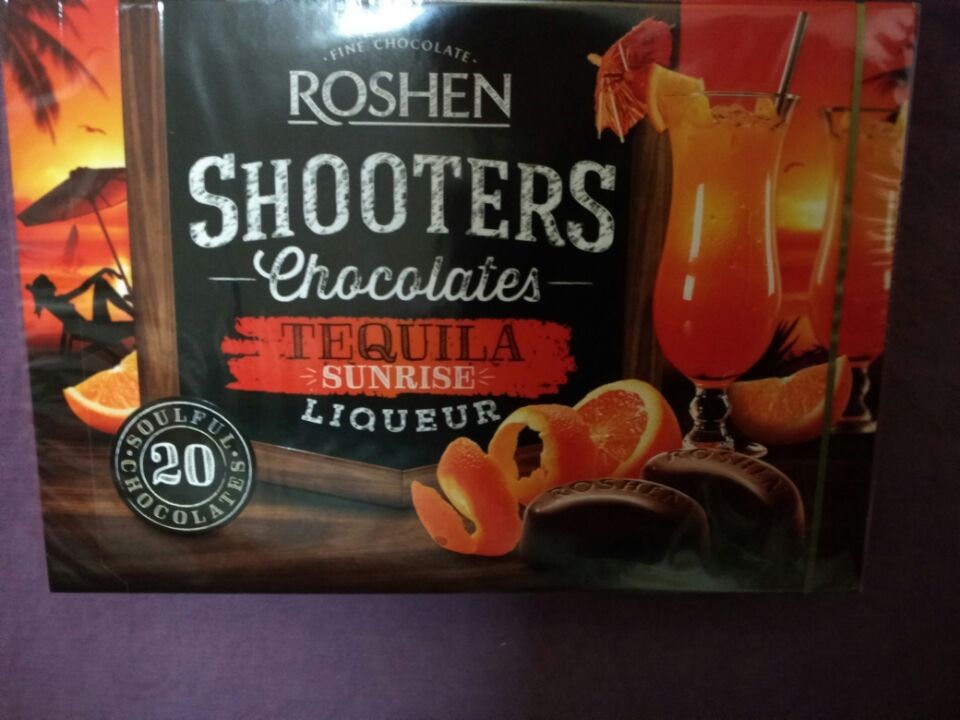 ·FINE CHOCOLATE·
ROSHEN
SHOOTERS
Chocolates
TEQUILA
SUNRISE
LIQUEUR
·SOULFUL·
20
CHOCOLATES
ROSHEN
ROSHEN